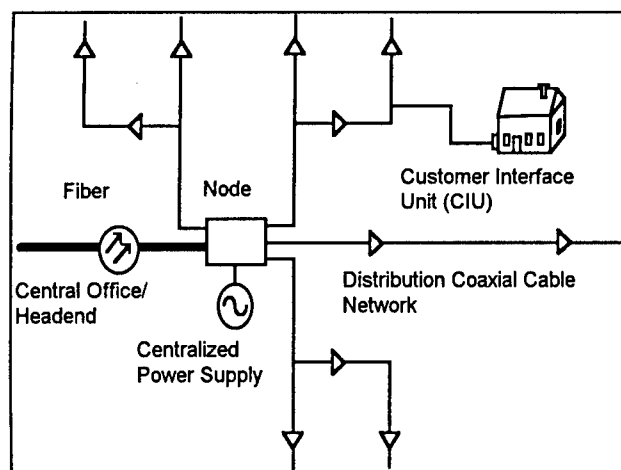 Fiber
Node
Customer Interface
Unit (CIU)
Central Office/
Headend
Distribution Coaxial Cable
Network
Centralized
Power Supply